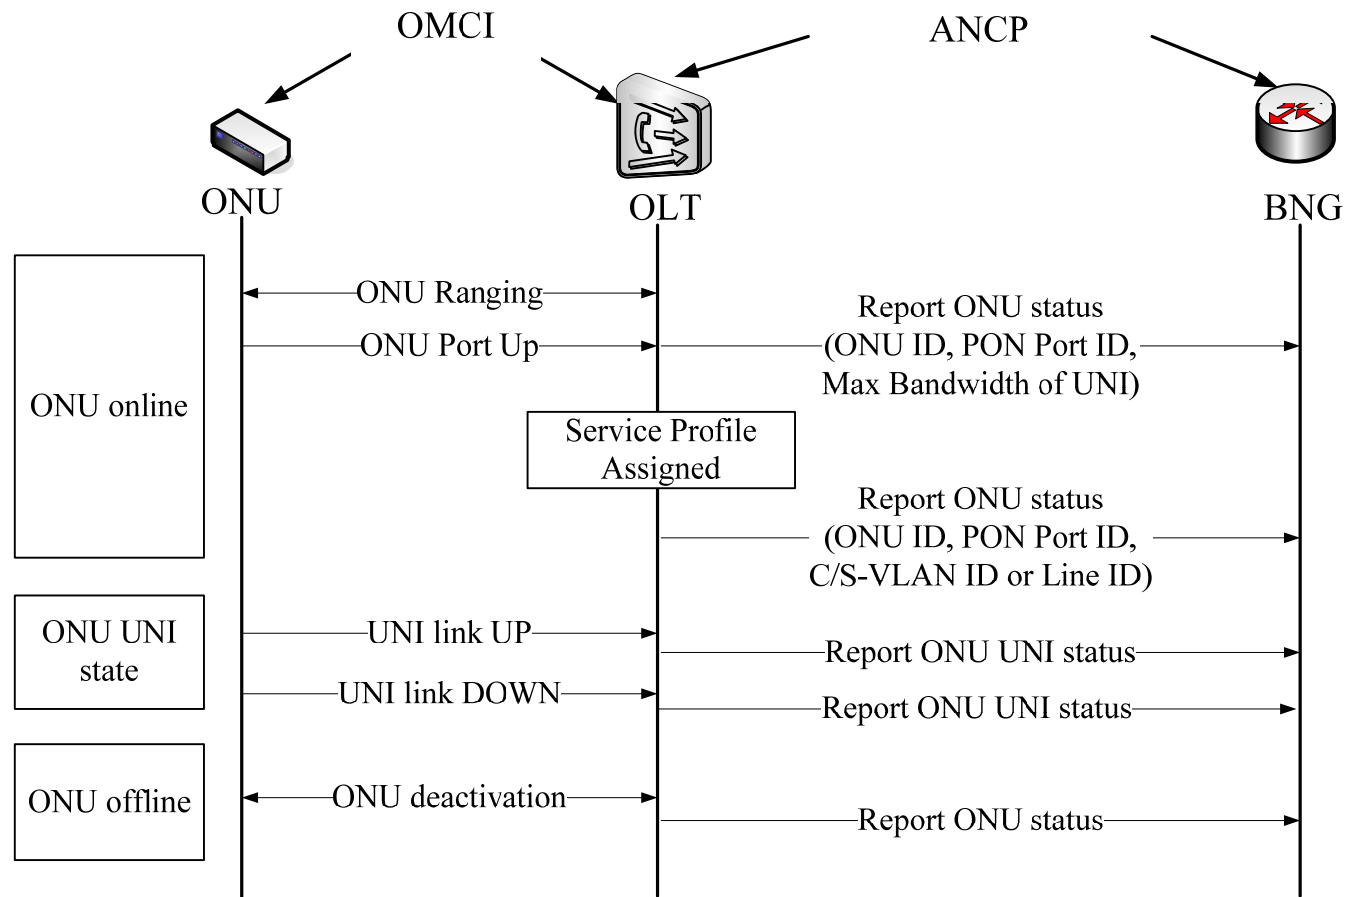 OMCI
ANCP
ONU
OLT
BNG
ONU Ranging
Report ONU status
ONU Port Up
(ONU ID, PON Port ID,
Max Bandwidth of UNI)
ONU online
Service Profile
Assigned
Report ONU status
(ONU ID, PON Port ID,
C/S-VLAN ID or Line ID)
ONU UNI
state
UNI link UP
Report ONU UNI status
UNI link DOWN
Report ONU UNI status
ONU offline
ONU deactivation
Report ONU status